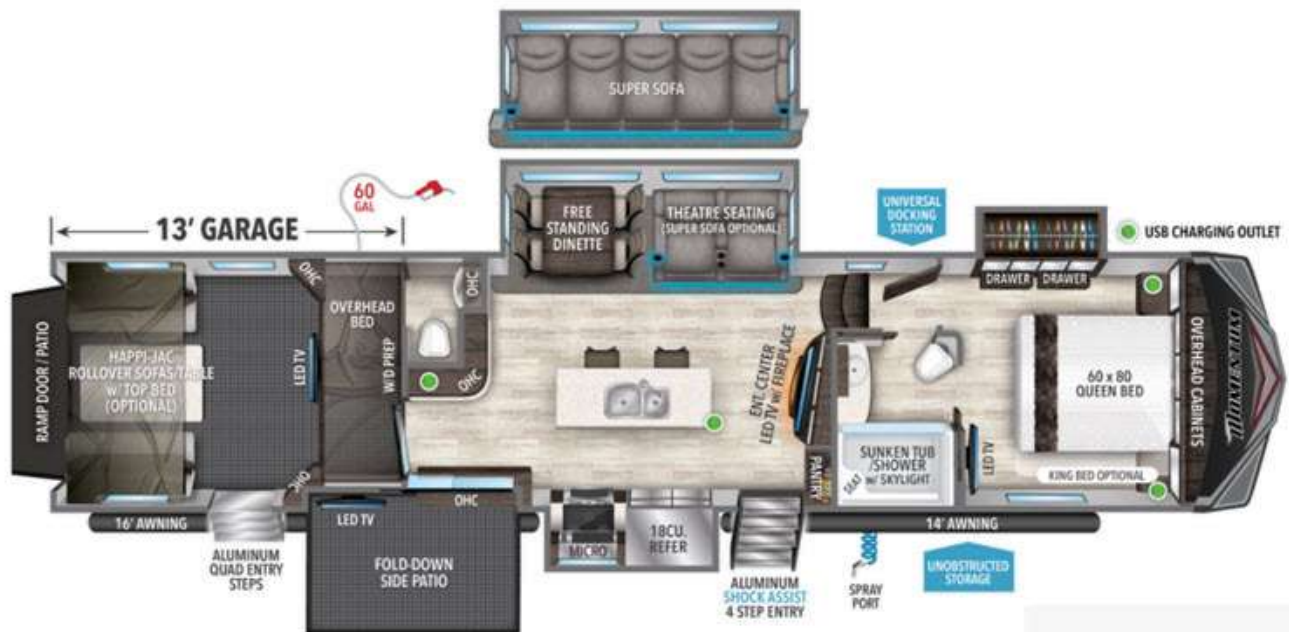 SUPER SOFA
60
GAL
13' GARAGE
FREE
STANDING
DINETTE
THEATRE SEATING
(SUPER SOFA OPTIONAL)
UNIVERSAL
DOCKING
STATION
USB CHARGING OUTLET
DRAWER
DRAWER
RAMP DOOR / PATIO
HAPPI-JAC
ROLLOVER SOFAS/TABLE
w/ TOP BED
(OPTIONAL)
OHC
OHC
LED TV
OVERHEAD
BED
W/D PREP
OHC
OHC
ENT. CENTER
LED TV w/ FIREPLACE
60 x 80
QUEEN BED
OVERHEAD CABINETS
MOMENTUM
PANTRY
SEAT
SUNKEN TUB
/SHOWER
w/ SKYLIGHT
LED TV
KING BED OPTIONAL
16' AWNING
ALUMINUM
QUAD ENTRY
STEPS
LED TV
OHC
FOLD-DOWN
SIDE PATIO
MICRO
18CU.
REFER
ALUMINUM
SHOCK ASSIST
4 STEP ENTRY
14' AWNING
SPRAY
PORT
UNOBSTRUCTED
STORAGE